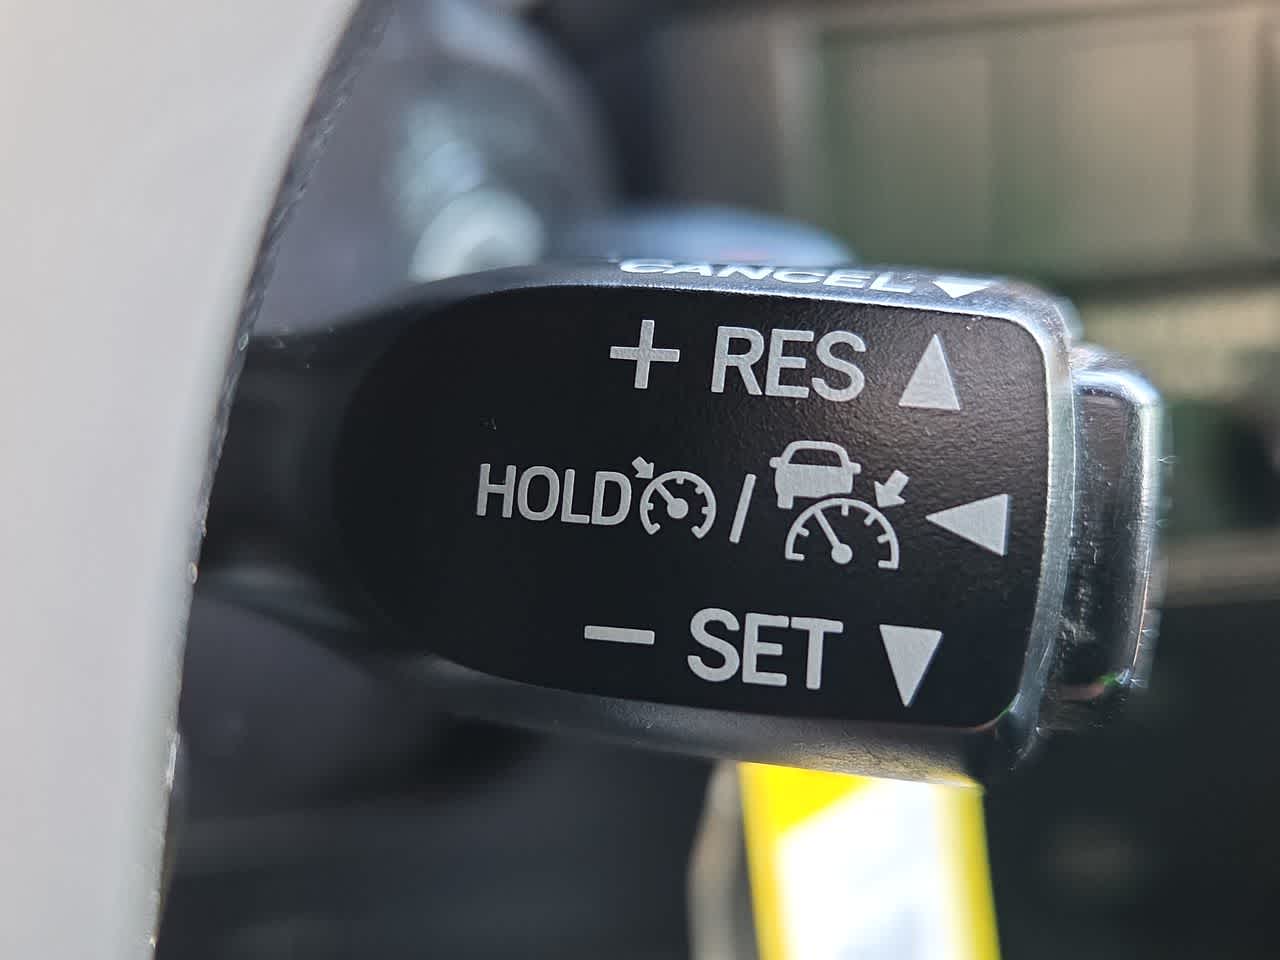 CANCEL ▼
+ RES ▲
HOLD / ◀
− SET ▼